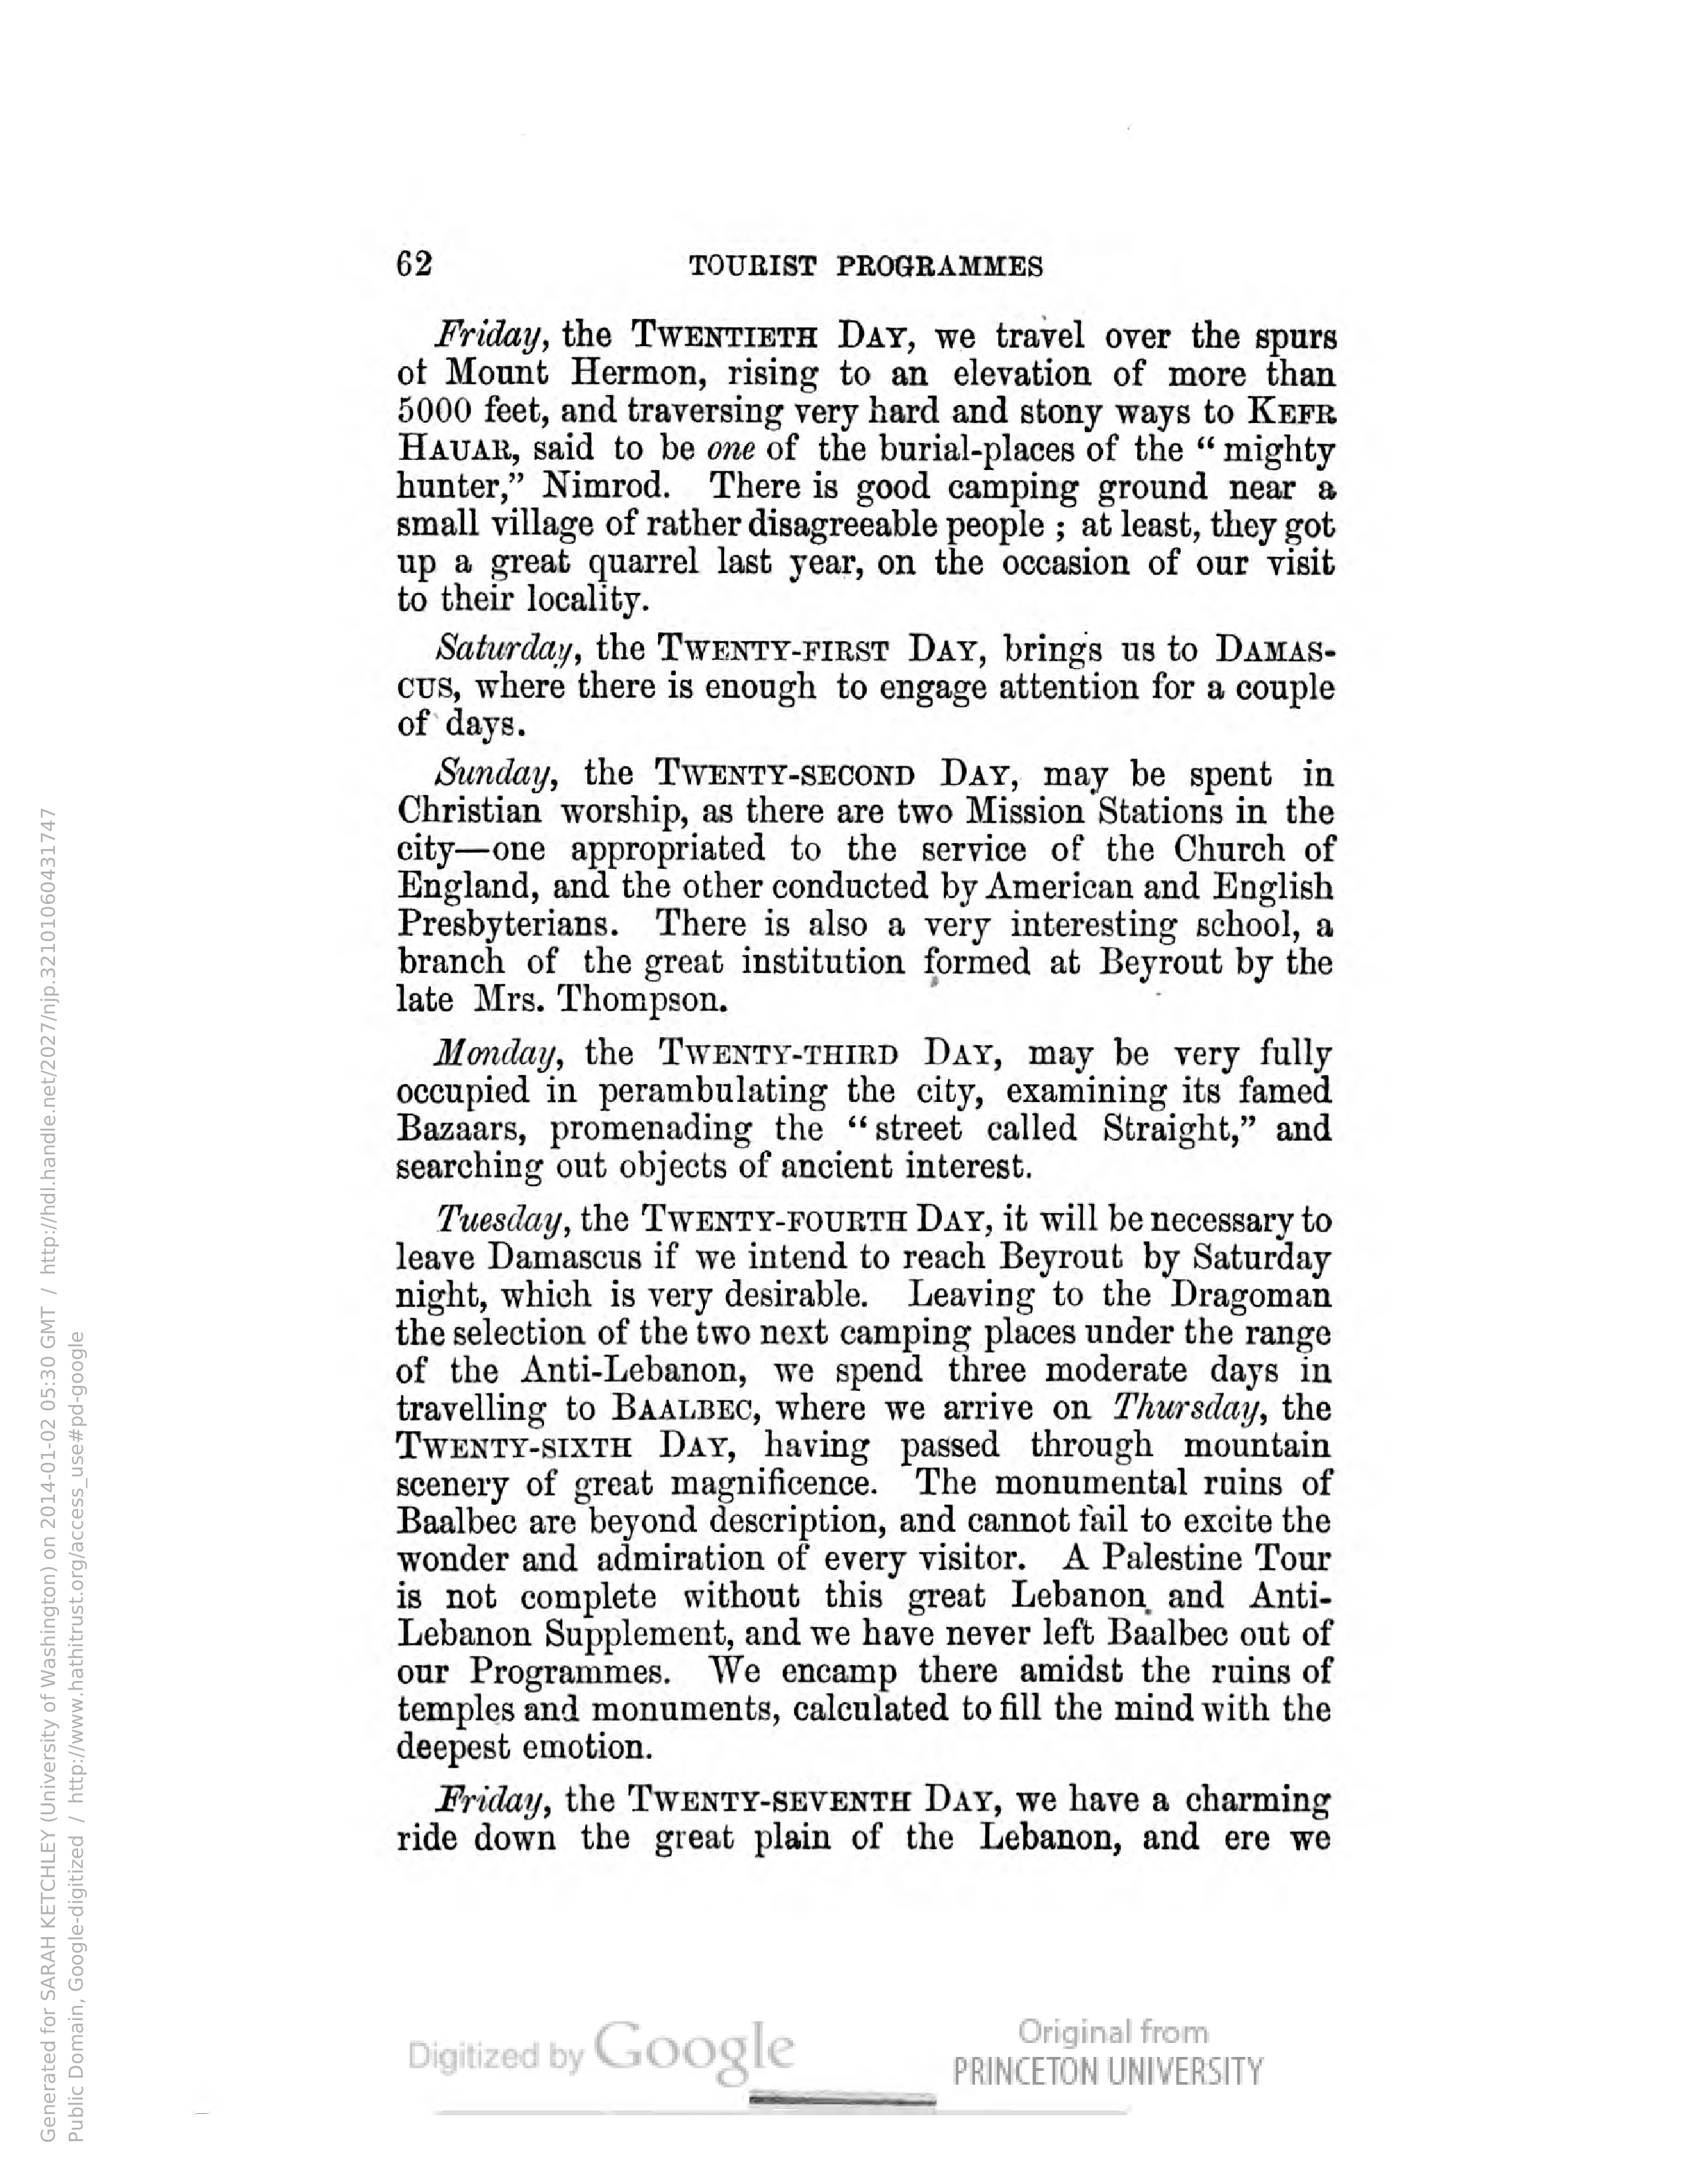 62 TOURIST PROGRAMMES
Friday, the TWENTIETH DAY, we travel over the spurs
of Mount Hermon, rising to an elevation of more than
5000 feet, and traversing very hard and stony ways to KEFR
HAUAR, said to be one of the burial-places of the “ mighty
hunter,” Nimrod. There is good camping ground near a
small village of rather disagreeable people ; at least, they got
up a great quarrel last year, on the occasion of our visit
to their locality.
Saturday, the TWENTY-FIRST DAY, brings us to DAMAS-
CUS, where there is enough to engage attention for a couple
of days.
Sunday, the TWENTY-SECOND DAY, may be spent in
Christian worship, as there are two Mission Stations in the
city—one appropriated to the service of the Church of
England, and the other conducted by American and English
Presbyterians. There is also a very interesting school, a
branch of the great institution formed at Beyrout by the
late Mrs. Thompson.
Monday, the TWENTY-THIRD DAY, may be very fully
occupied in perambulating the city, examining its famed
Bazaars, promenading the “ street called Straight,” and
searching out objects of ancient interest.
Tuesday, the TWENTY-FOURTH DAY, it will be necessary to
leave Damascus if we intend to reach Beyrout by Saturday
night, which is very desirable. Leaving to the Dragoman
the selection of the two next camping places under the range
of the Anti-Lebanon, we spend three moderate days in
travelling to BAALBEC, where we arrive on Thursday, the
TWENTY-SIXTH DAY, having passed through mountain
scenery of great magnificence. The monumental ruins of
Baalbec are beyond description, and cannot fail to excite the
wonder and admiration of every visitor. A Palestine Tour
is not complete without this great Lebanon and Anti-
Lebanon Supplement, and we have never left Baalbec out of
our Programmes. We encamp there amidst the ruins of
temples and monuments, calculated to fill the mind with the
deepest emotion.
Friday, the TWENTY-SEVENTH DAY, we have a charming
ride down the great plain of the Lebanon, and ere we
Digitized by Google
Original from
PRINCETON UNIVERSITY
Generated for SARAH KETCHLEY (University of Washington) on 2014-01-02 05:30 GMT / http://hdl.handle.net/2027/njp.32101060431747
Public Domain, Google-digitized / http://www.hathitrust.org/access_use#pd-google